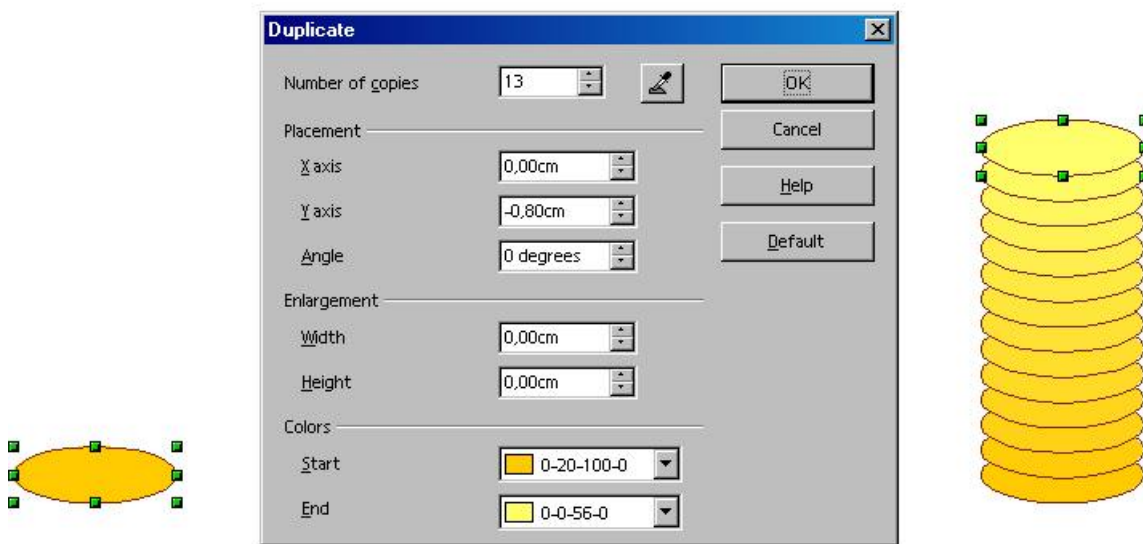 Duplicate
Number of copies 13 OK
Placement Cancel
X axis 0,00cm Help
Y axis -0,80cm Default
Angle 0 degrees
Enlargement
Width 0,00cm
Height 0,00cm
Colors
Start 0-20-100-0
End 0-0-56-0